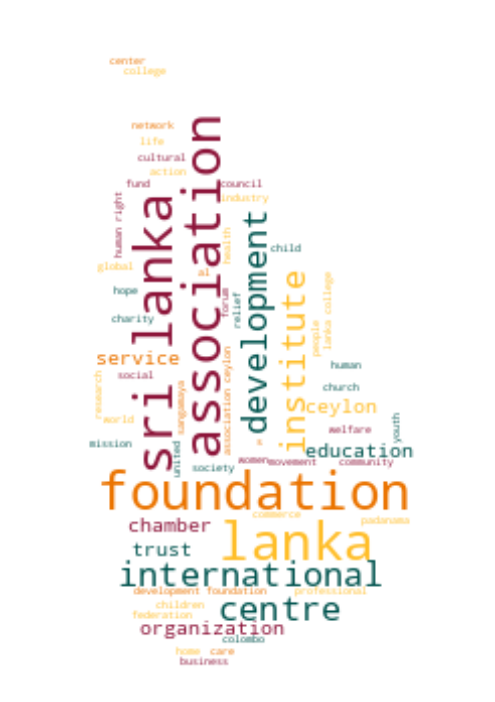 center
college
network
life
cultural
action
fund
council
human right
industry
sri lanka
association
development
health
child
global
al
institute
lanka college
hope
forum
relief
charity
people
service
human
social
association ceylon
research
sangamaya
church
ceylon
world
welfare
youth
mission
united
s
education
society
women
movement
community
foundation
commerce
padanama
chamber
lanka
trust
international
development foundation
professional
children
centre
federation
organization
colombo
home
care
business